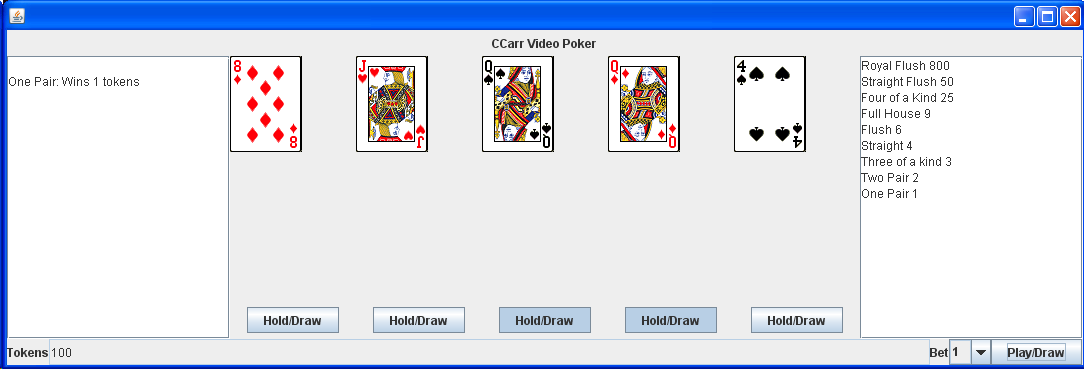 CCarr Video Poker
One Pair: Wins 1 tokens
8 8
J J
Q Q
Q Q
4 4
Royal Flush 800
Straight Flush 50
Four of a Kind 25
Full House 9
Flush 6
Straight 4
Three of a kind 3
Two Pair 2
One Pair 1
Hold/Draw Hold/Draw Hold/Draw Hold/Draw Hold/Draw
Tokens 100 Bet 1 Play/Draw